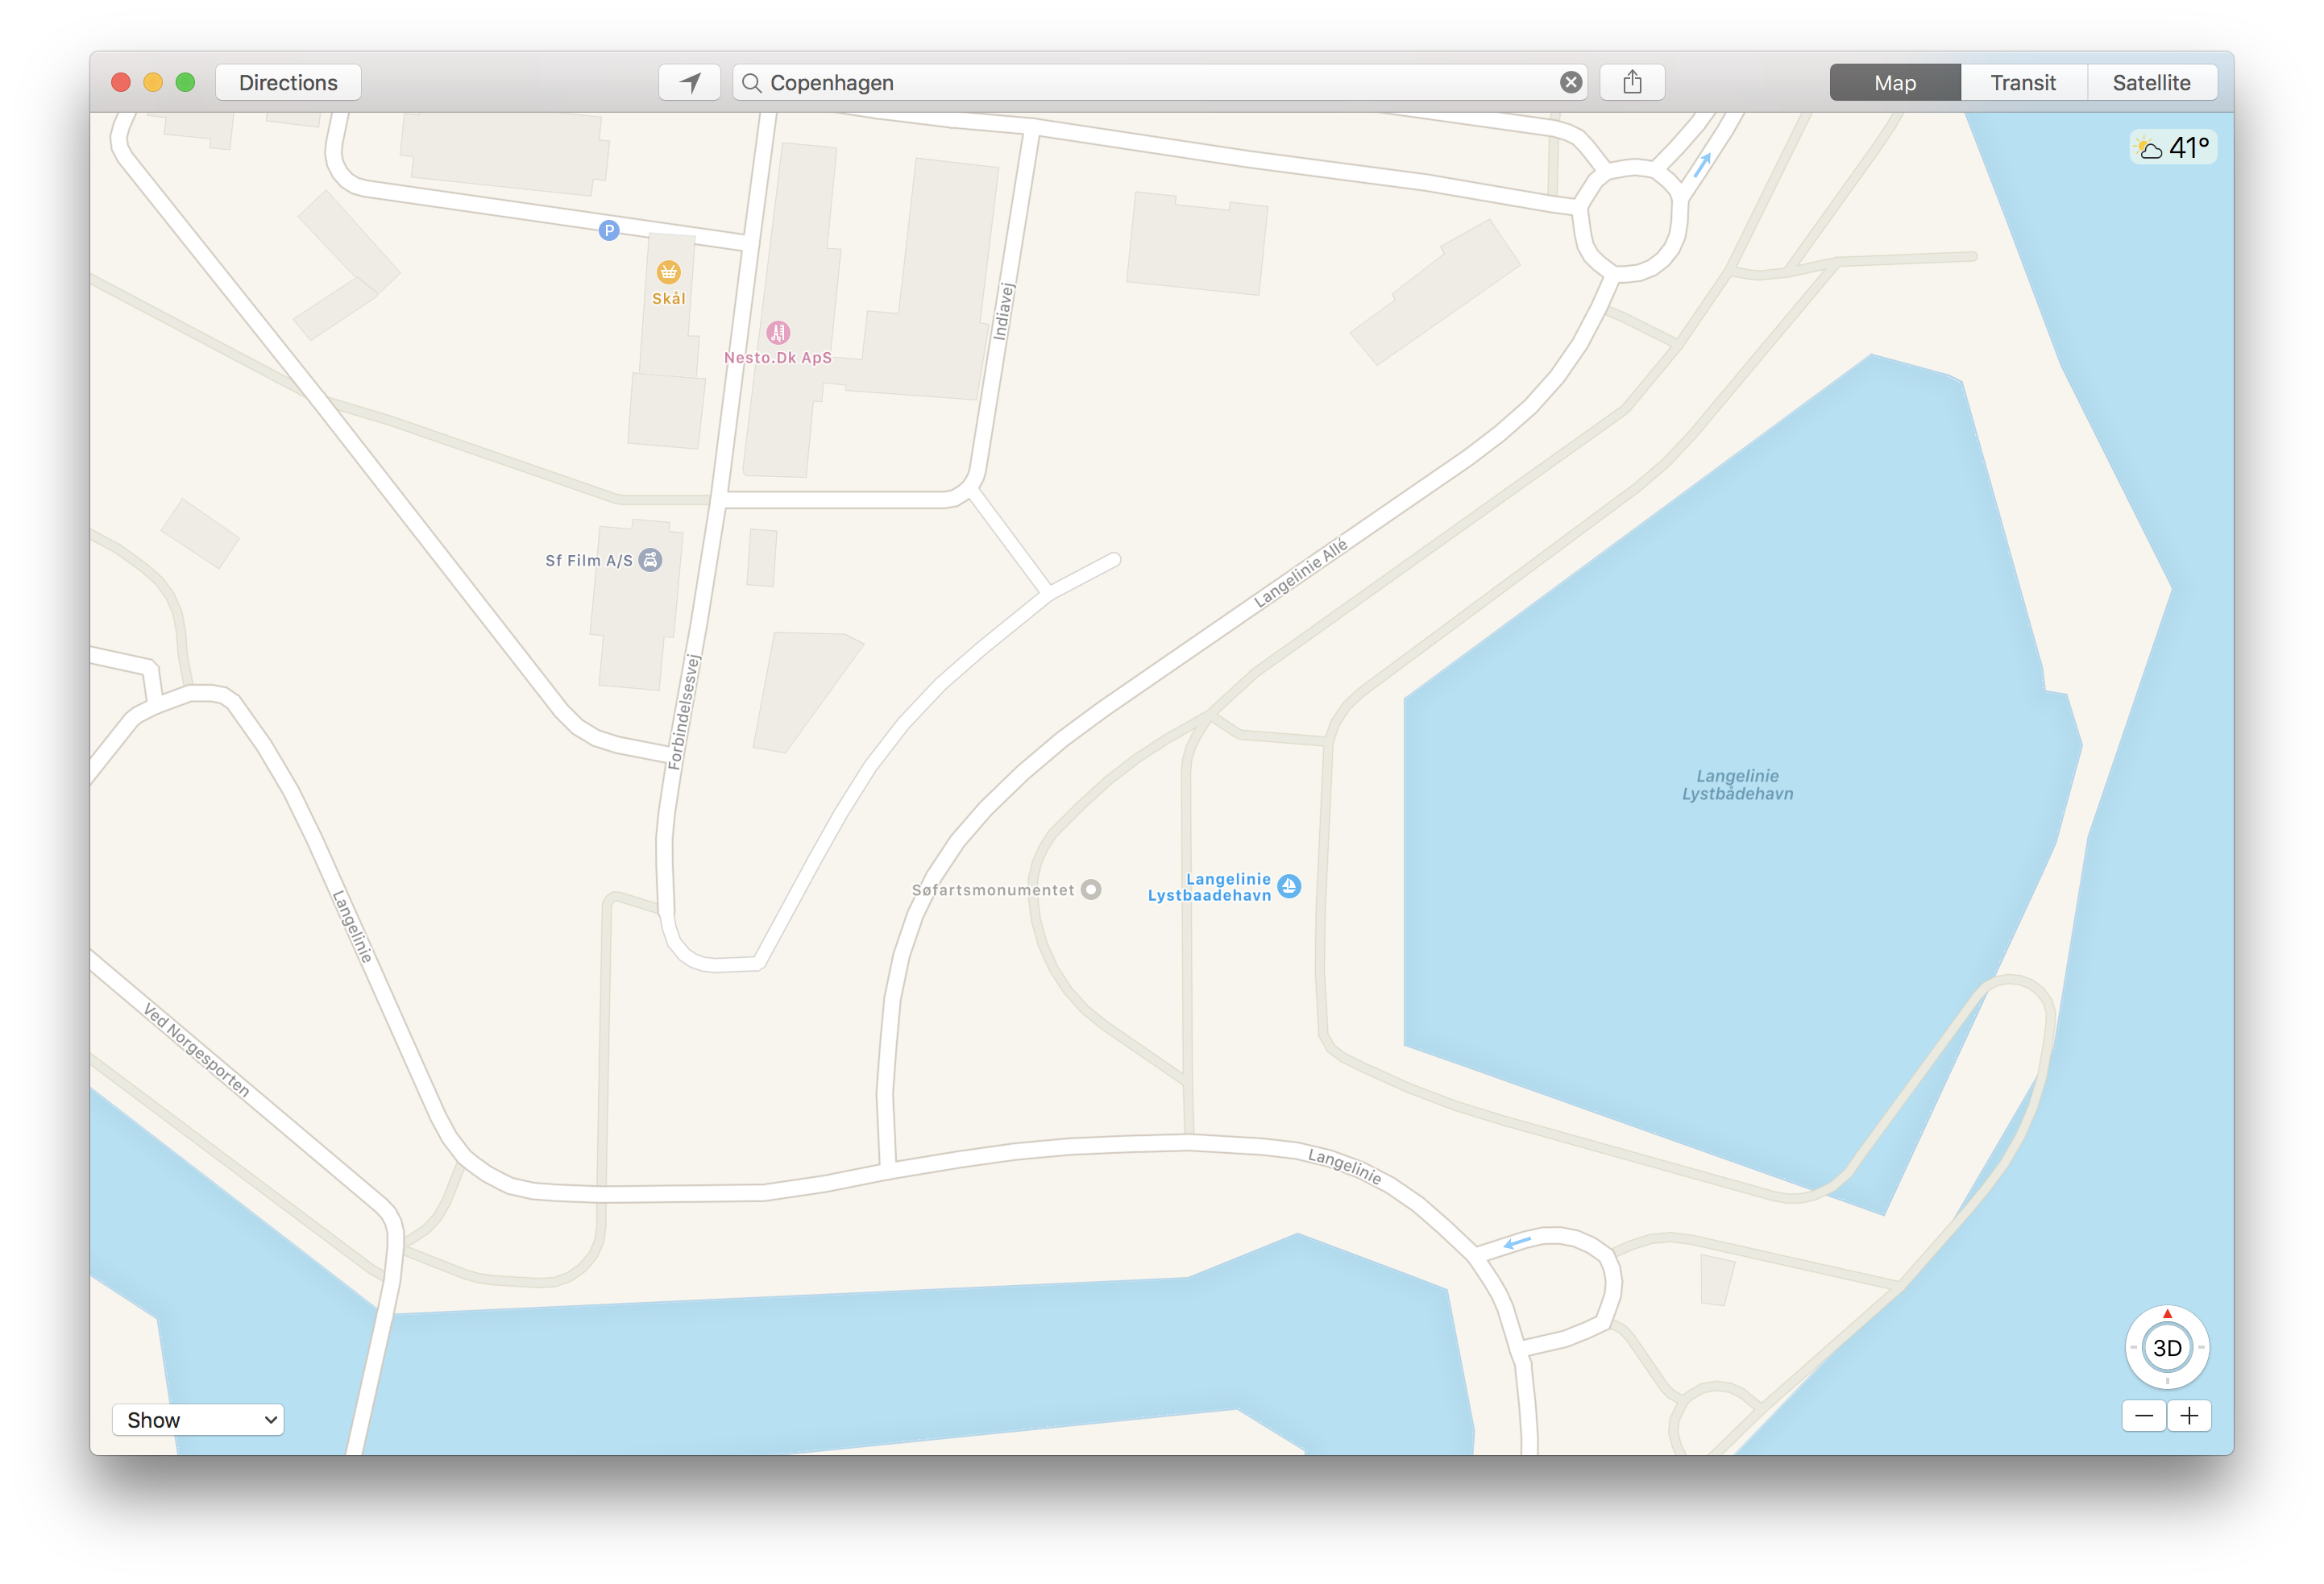 Directions
Copenhagen
Map
Transit
Satellite
41°
P
Skål
Nesto.Dk ApS
Indiavej
Sf Film A/S
Langelinie Allé
Forbindelsesvej
Langelinie
Lystbådehavn
Søfartsmonumentet
Langelinie
Lystbaadehavn
Langelinie
Ved Norgesporten
Langelinie
3D
Show